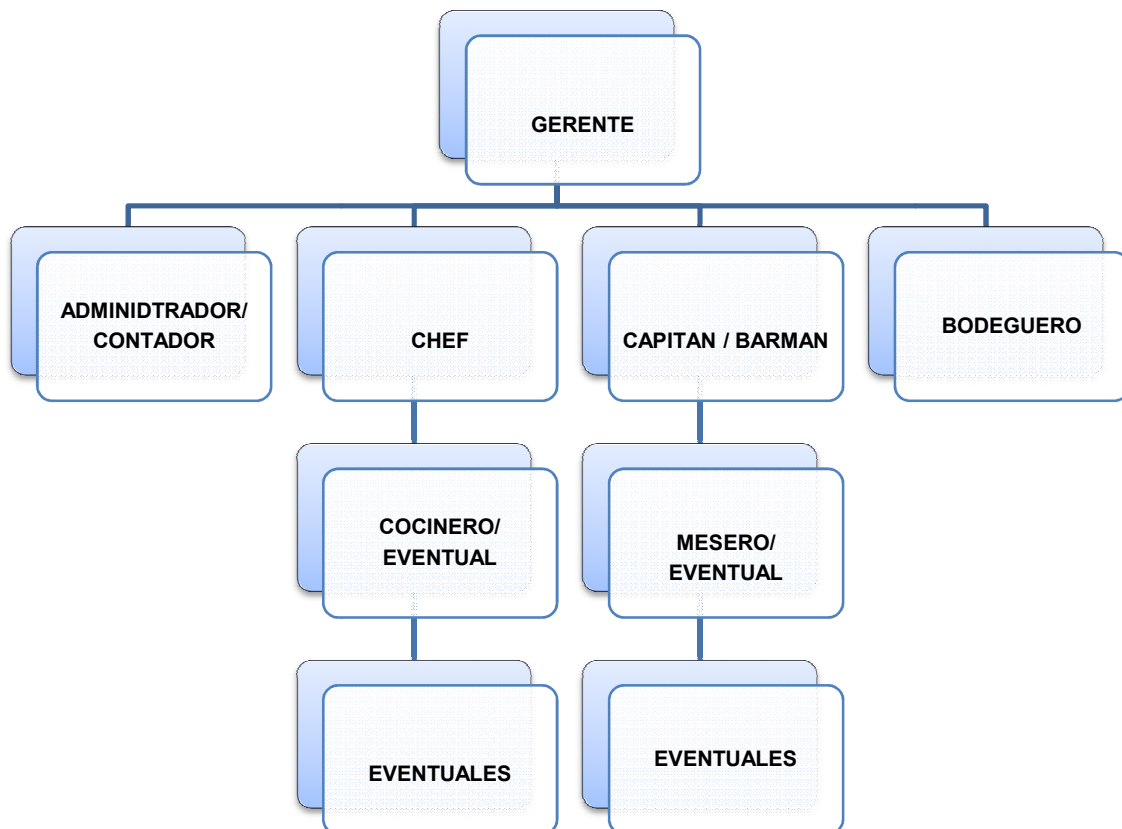 GERENTE
ADMINIDTRADOR/
CONTADOR
CHEF
CAPITAN / BARMAN
BODEGUERO
COCINERO/
EVENTUAL
MESERO/
EVENTUAL
EVENTUALES
EVENTUALES